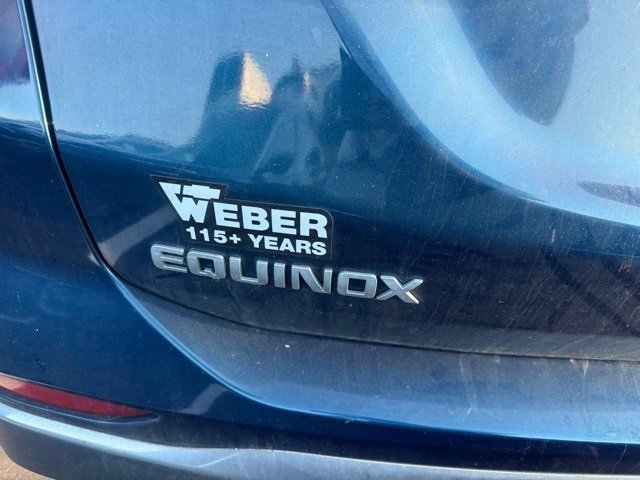 WEBER
115+ YEARS
EQUINOX